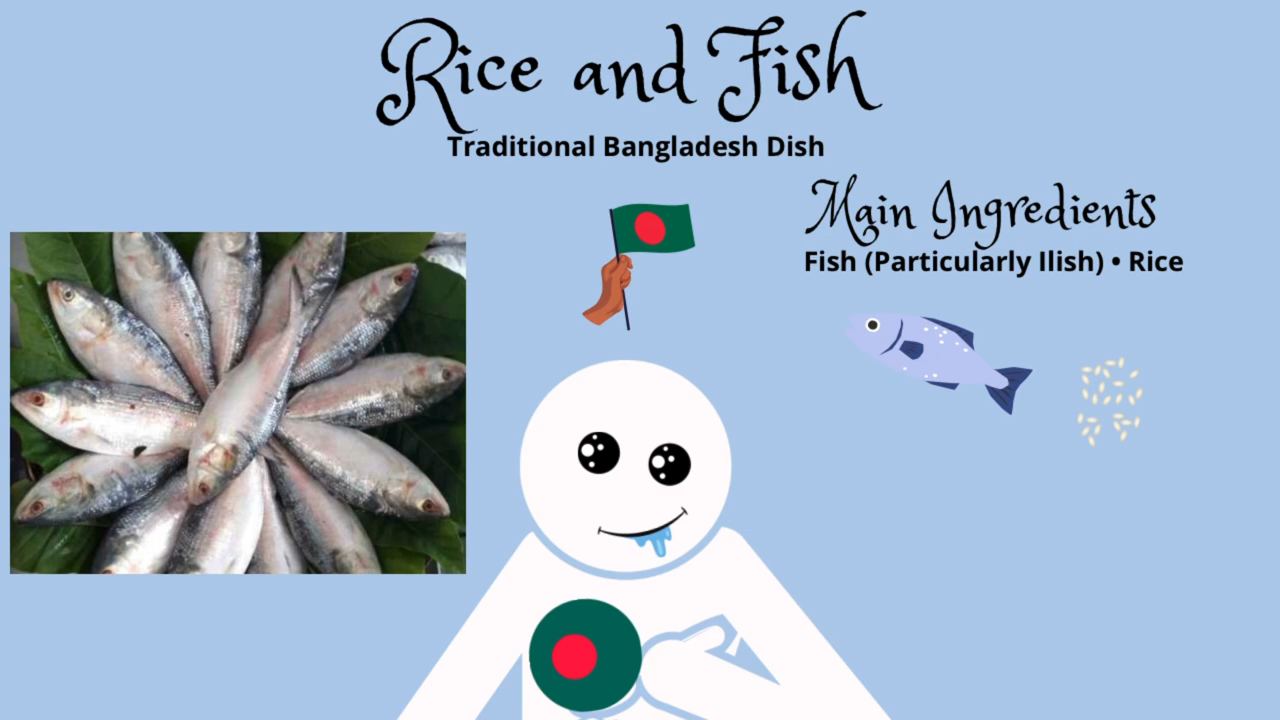 Rice and Fish
Traditional Bangladesh Dish
Main Ingredients
Fish (Particularly Ilish) • Rice